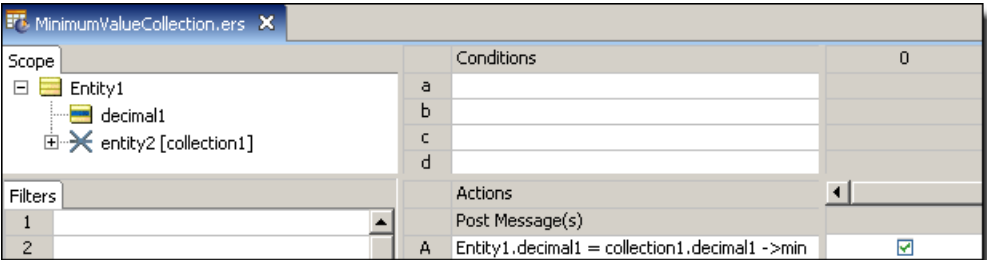 MinimumValueCollection.ers
Scope
Entity1
decimal1
entity2 [collection1]
Conditions 0
a
b
c
d
Filters
1
2
Actions
Post Message(s)
A Entity1.decimal1 = collection1.decimal1 ->min